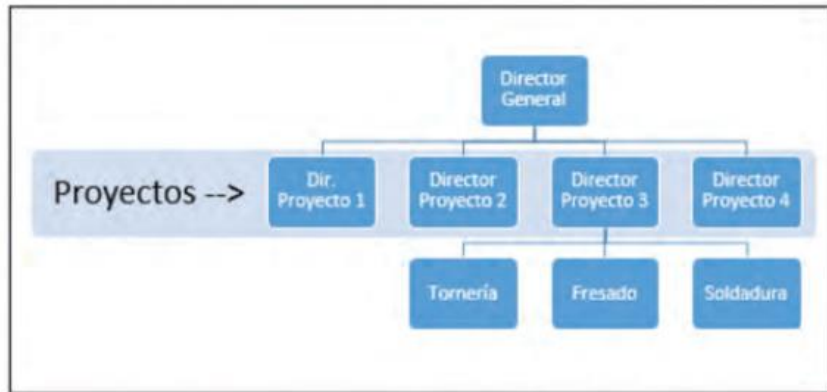 Director
General
Proyectos -->
Dir.
Proyecto 1
Director
Proyecto 2
Director
Proyecto 3
Director
Proyecto 4
Tornería
Fresado
Soldadura